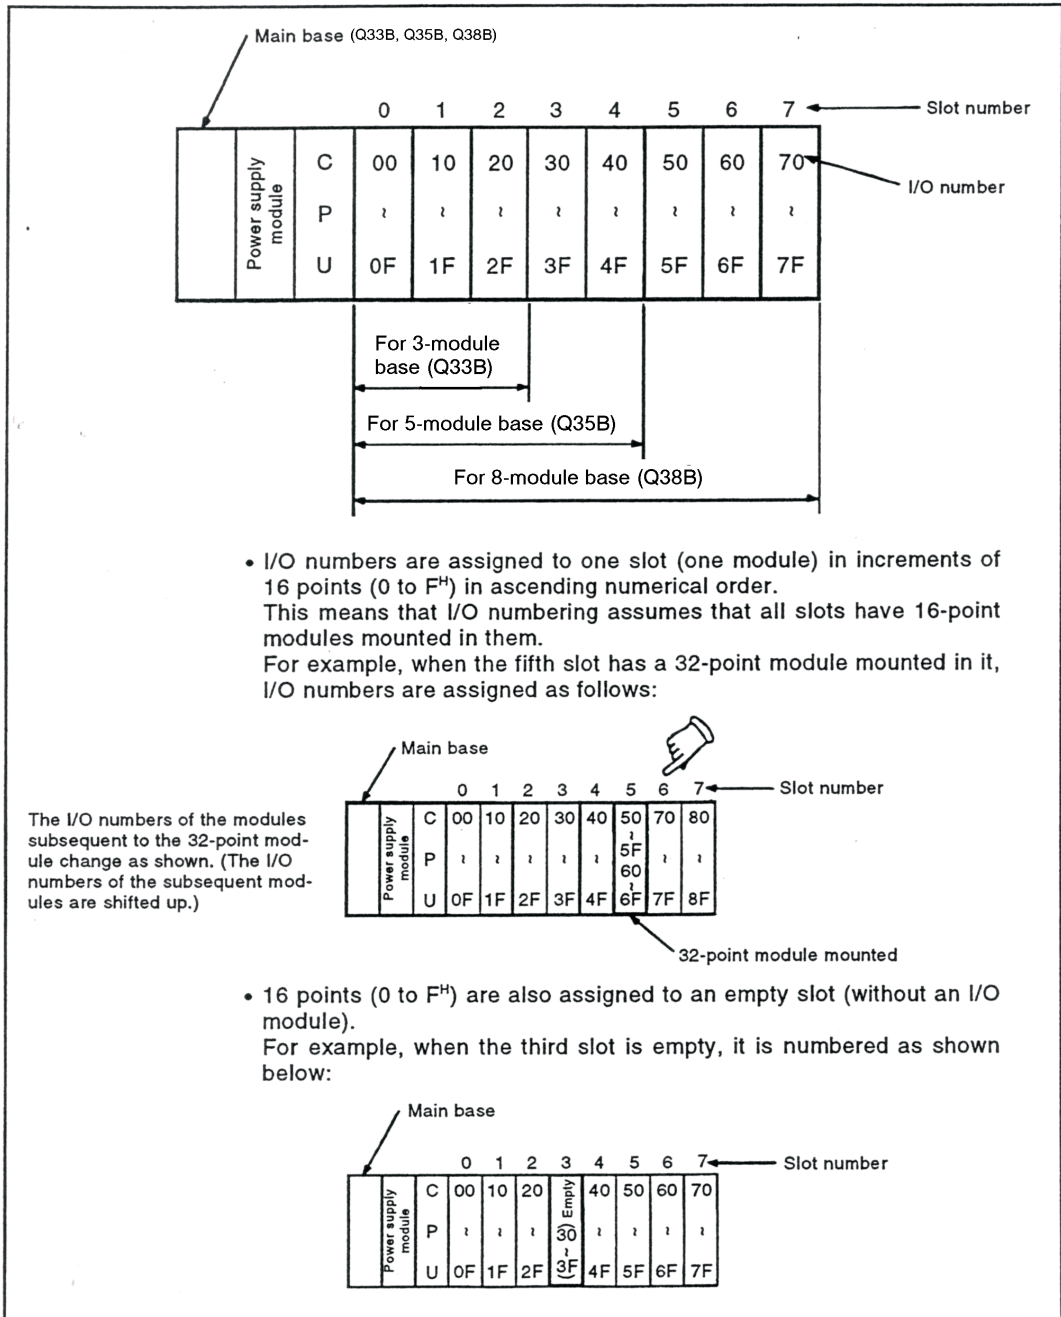 Main base (Q33B, Q35B, Q38B)
0 1 2 3 4 5 6 7 Slot number
Power supply module
C 00 10 20 30 40 50 60 70 I/O number
P ~ ~ ~ ~ ~ ~ ~ ~
U 0F 1F 2F 3F 4F 5F 6F 7F
For 3-module
base (Q33B)
For 5-module base (Q35B)
For 8-module base (Q38B)
• I/O numbers are assigned to one slot (one module) in increments of
16 points (0 to Fᴴ) in ascending numerical order.
This means that I/O numbering assumes that all slots have 16-point
modules mounted in them.
For example, when the fifth slot has a 32-point module mounted in it,
I/O numbers are assigned as follows:
Main base
0 1 2 3 4 5 6 7 Slot number
The I/O numbers of the modules
subsequent to the 32-point mod-
ule change as shown. (The I/O
numbers of the subsequent mod-
ules are shifted up.)
Power supply module
C 00 10 20 30 40 50 70 80
~
5F
P ~ ~ ~ ~ ~ ~ ~
60
~
U 0F 1F 2F 3F 4F 6F 7F 8F
32-point module mounted
• 16 points (0 to Fᴴ) are also assigned to an empty slot (without an I/O
module).
For example, when the third slot is empty, it is numbered as shown
below:
Main base
0 1 2 3 4 5 6 7 Slot number
Power supply module
C 00 10 20 Empty 40 50 60 70
P ~ ~ ~ (30 ~ 3F) ~ ~ ~ ~
U 0F 1F 2F 4F 5F 6F 7F